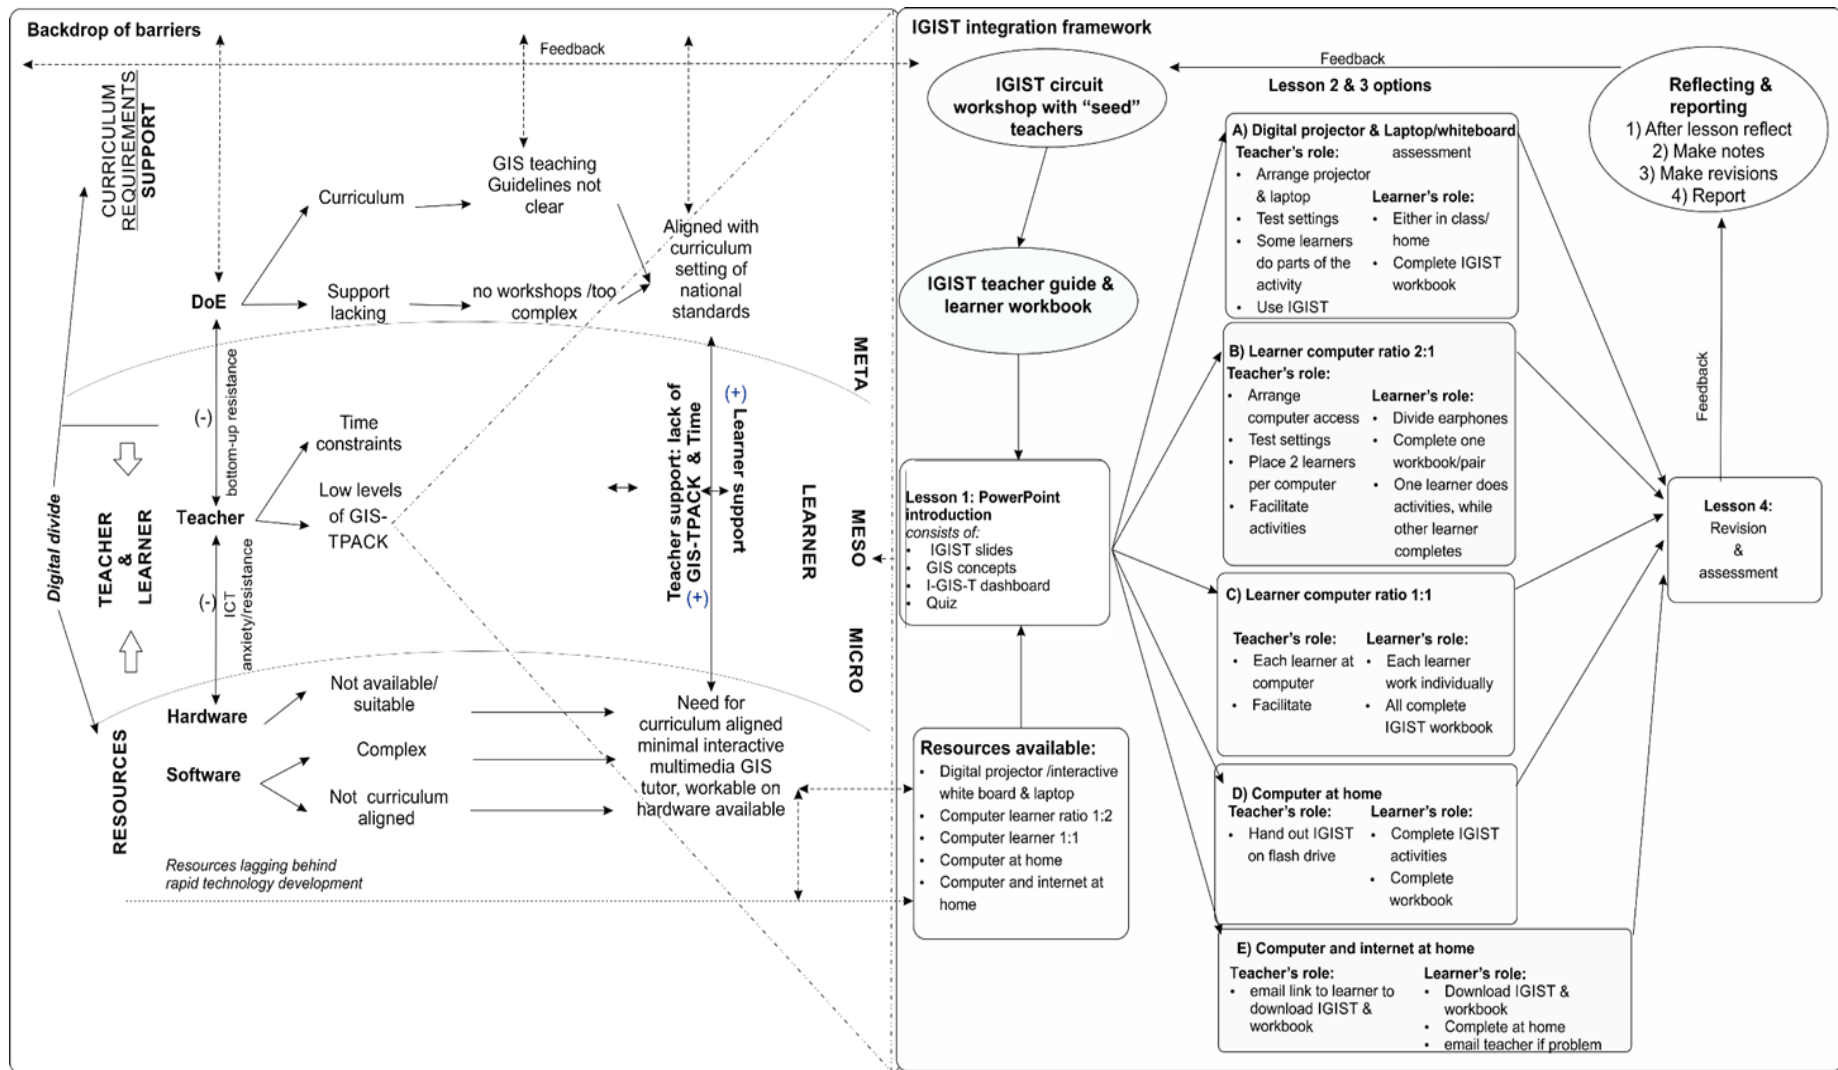 Backdrop of barriers
Feedback
CURRICULUM
REQUIREMENTS
SUPPORT
Curriculum
GIS teaching
Guidelines not
clear
Aligned with
curriculum
setting of
national
standards
DoE
Support
lacking
no workshops /too
complex
META
(-)
bottom-up resistance
Time
constraints
(+)
Teacher support: lack of
GIS-TPACK & Time
(+)
Learner support
Digital divide
TEACHER
&
LEARNER
Teacher
Low levels
of GIS-
TPACK
LEARNER
MESO
(-)
ICT
anxiety/resistance
MICRO
RESOURCES
Hardware
Not available/
suitable
Software
Complex
Not curriculum
aligned
Need for
curriculum aligned
minimal interactive
multimedia GIS
tutor, workable on
hardware available
Resources lagging behind
rapid technology development
IGIST integration framework
IGIST circuit
workshop with “seed”
teachers
IGIST teacher guide &
learner workbook
Lesson 1: PowerPoint
introduction
consists of:
• IGIST slides
• GIS concepts
• I-GIS-T dashboard
• Quiz
Resources available:
• Digital projector /interactive
white board & laptop
• Computer learner ratio 1:2
• Computer learner 1:1
• Computer at home
• Computer and internet at
home
Feedback
Lesson 2 & 3 options
A) Digital projector & Laptop/whiteboard
assessment
Teacher’s role:
• Arrange projector
& laptop
• Test settings
• Some learners
do parts of the
activity
• Use IGIST
Learner’s role:
• Either in class/
home
• Complete IGIST
workbook
B) Learner computer ratio 2:1
Teacher’s role:
• Arrange
computer access
• Test settings
• Place 2 learners
per computer
• Facilitate
activities
Learner’s role:
• Divide earphones
• Complete one
workbook/pair
• One learner does
activities, while
other learner
completes
C) Learner computer ratio 1:1
Teacher’s role:
• Each learner at
computer
• Facilitate
Learner’s role:
• Each learner
work individually
• All complete
IGIST workbook
D) Computer at home
Teacher’s role:
• Hand out IGIST
on flash drive
Learner’s role:
• Complete IGIST
activities
• Complete
workbook
E) Computer and internet at home
Teacher’s role:
• email link to learner to
download IGIST &
workbook
Learner’s role:
• Download IGIST &
workbook
• Complete at home
• email teacher if problem
Reflecting &
reporting
1) After lesson reflect
2) Make notes
3) Make revisions
4) Report
Feedback
Lesson 4:
Revision
&
assessment